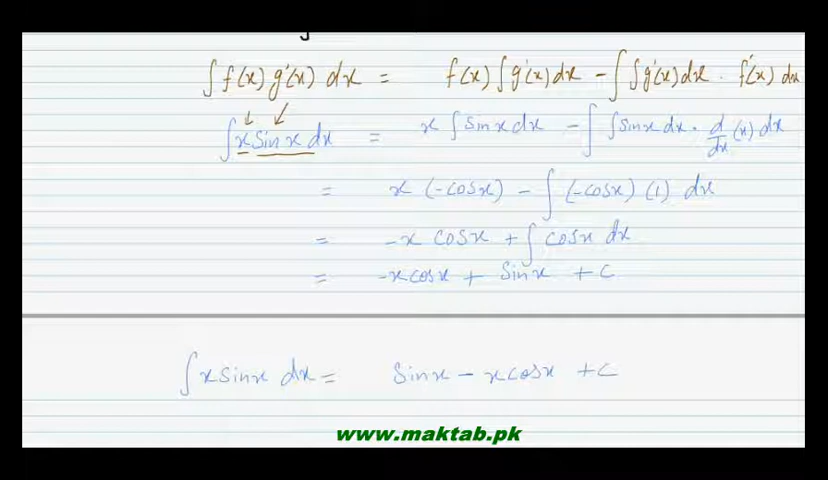 ∫ f(x) g'(x) dx = f(x) ∫ g'(x) dx − ∫ ∫ g'(x) dx · f'(x) dx
∫ x sin x dx = x ∫ sin x dx − ∫ ∫ sin x dx · d/dx (x) dx
= x (-cos x) − ∫ (-cos x) (1) dx
= -x cos x + ∫ cos x dx
= -x cos x + sin x + c
∫ x sin x dx = sin x − x cos x + c
www.maktab.pk